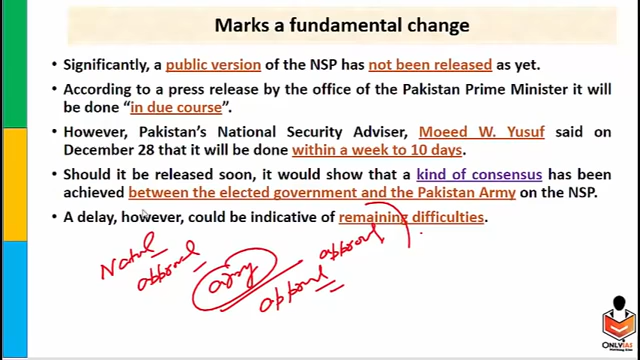 Marks a fundamental change
• Significantly, a public version of the NSP has not been released as yet.
• According to a press release by the office of the Pakistan Prime Minister it will
be done “in due course”.
• However, Pakistan’s National Security Adviser, Moeed W. Yusuf said on
December 28 that it will be done within a week to 10 days.
• Should it be released soon, it would show that a kind of consensus has been
achieved between the elected government and the Pakistan Army on the NSP.
• A delay, however, could be indicative of remaining difficulties.
approval
army
approval
approval
ONLYIAS